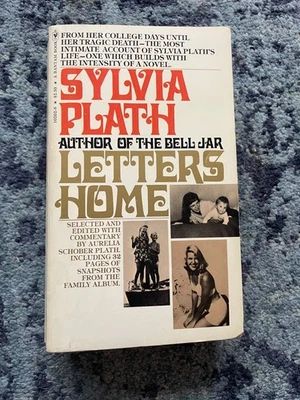 FROM HER COLLEGE DAYS UNTIL
HER TRAGIC DEATH—THE MOST
INTIMATE ACCOUNT OF SYLVIA PLATH'S
LIFE—ONE WHICH BUILDS WITH
THE INTENSITY OF A NOVEL.
SYLVIA
PLATH
AUTHOR OF THE BELL JAR
LETTERS
HOME
SELECTED AND
EDITED WITH
COMMENTARY
BY AURELIA
SCHOBER PLATH.
INCLUDING 32
PAGES OF
SNAPSHOTS
FROM THE
FAMILY ALBUM.